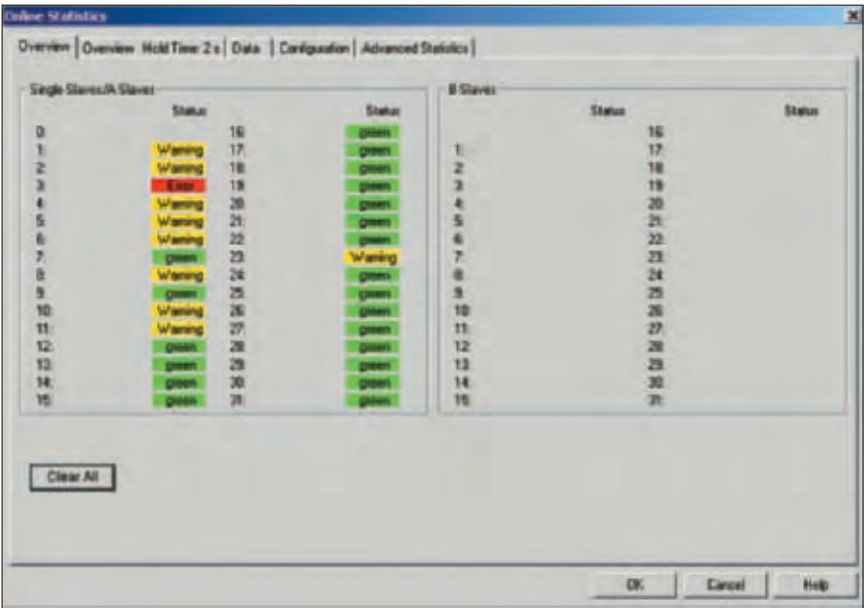 Online Statistics
Overview Overview Hold Time: 2 s Data Configuration Advanced Statistics
Single Slaves/A Slaves B Slaves
Status Status Status Status
0: 16: green 16:
1: Warning 17: green 1: 17:
2: Warning 18: green 2: 18:
3: Error 19: green 3: 19:
4: Warning 20: green 4: 20:
5: Warning 21: green 5: 21:
6: Warning 22: green 6: 22:
7: green 23: Warning 7: 23:
8: Warning 24: green 8: 24:
9: green 25: green 9: 25:
10: Warning 26: green 10: 26:
11: Warning 27: green 11: 27:
12: green 28: green 12: 28:
13: green 29: green 13: 29:
14: green 30: green 14: 30:
15: green 31: green 15: 31:
Clear All
OK Cancel Help